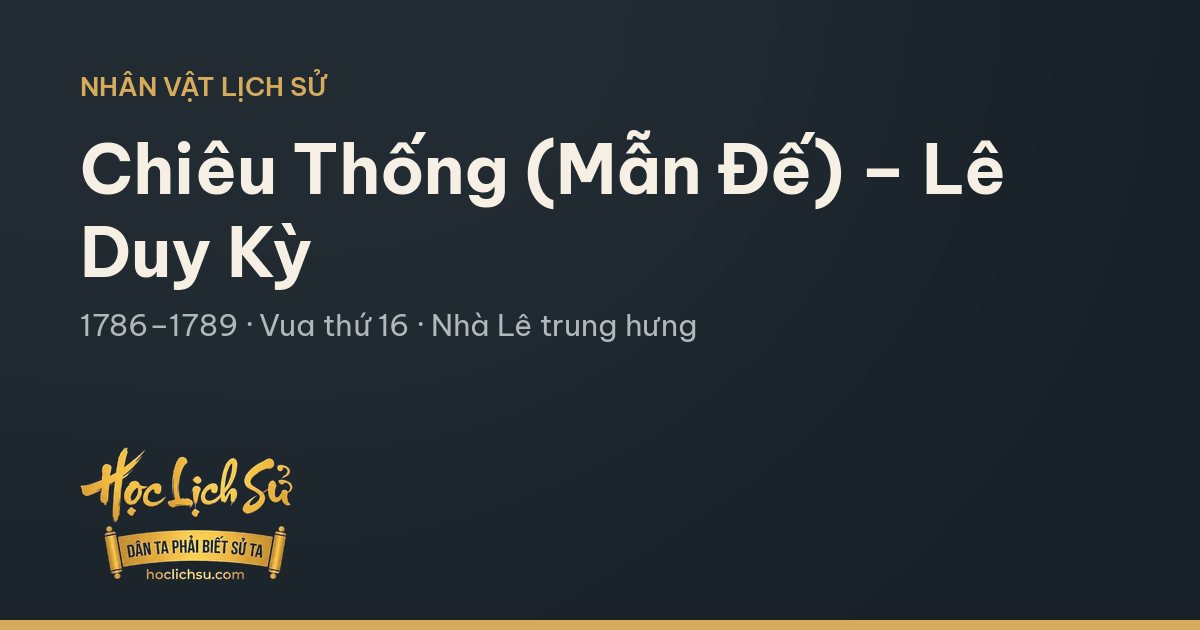 NHÂN VẬT LỊCH SỬ
Chiêu Thống (Mẫn Đế) – Lê
Duy Kỳ
1786–1789 · Vua thứ 16 · Nhà Lê trung hưng
Học Lịch Sử
DÂN TA PHẢI BIẾT SỬ TA
hoclichsu.com